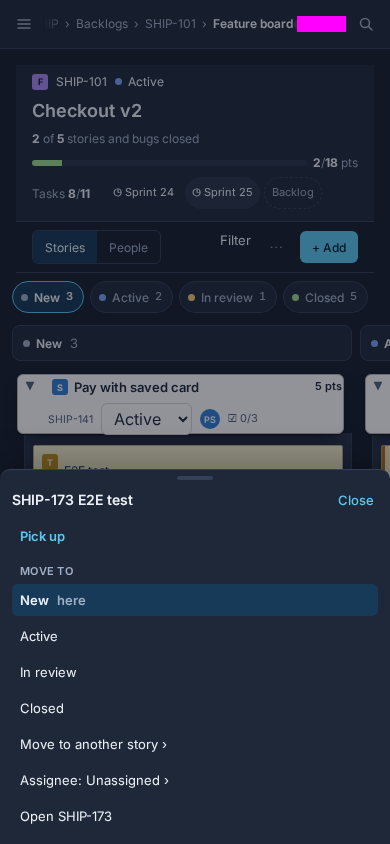 › Backlogs › SHIP-101 › Feature board
F SHIP-101 Active
Checkout v2
2 of 5 stories and bugs closed
2/18 pts
Tasks 8/11 Sprint 24 Sprint 25 Backlog
Stories People Filter ... + Add
New 3 Active 2 In review 1 Closed 5
New 3
▼ S Pay with saved card 5 pts ▼
SHIP-141 Active PS ☑ 0/3
T E2E test
SHIP-173 E2E test Close
Pick up
MOVE TO
New here
Active
In review
Closed
Move to another story ›
Assignee: Unassigned ›
Open SHIP-173